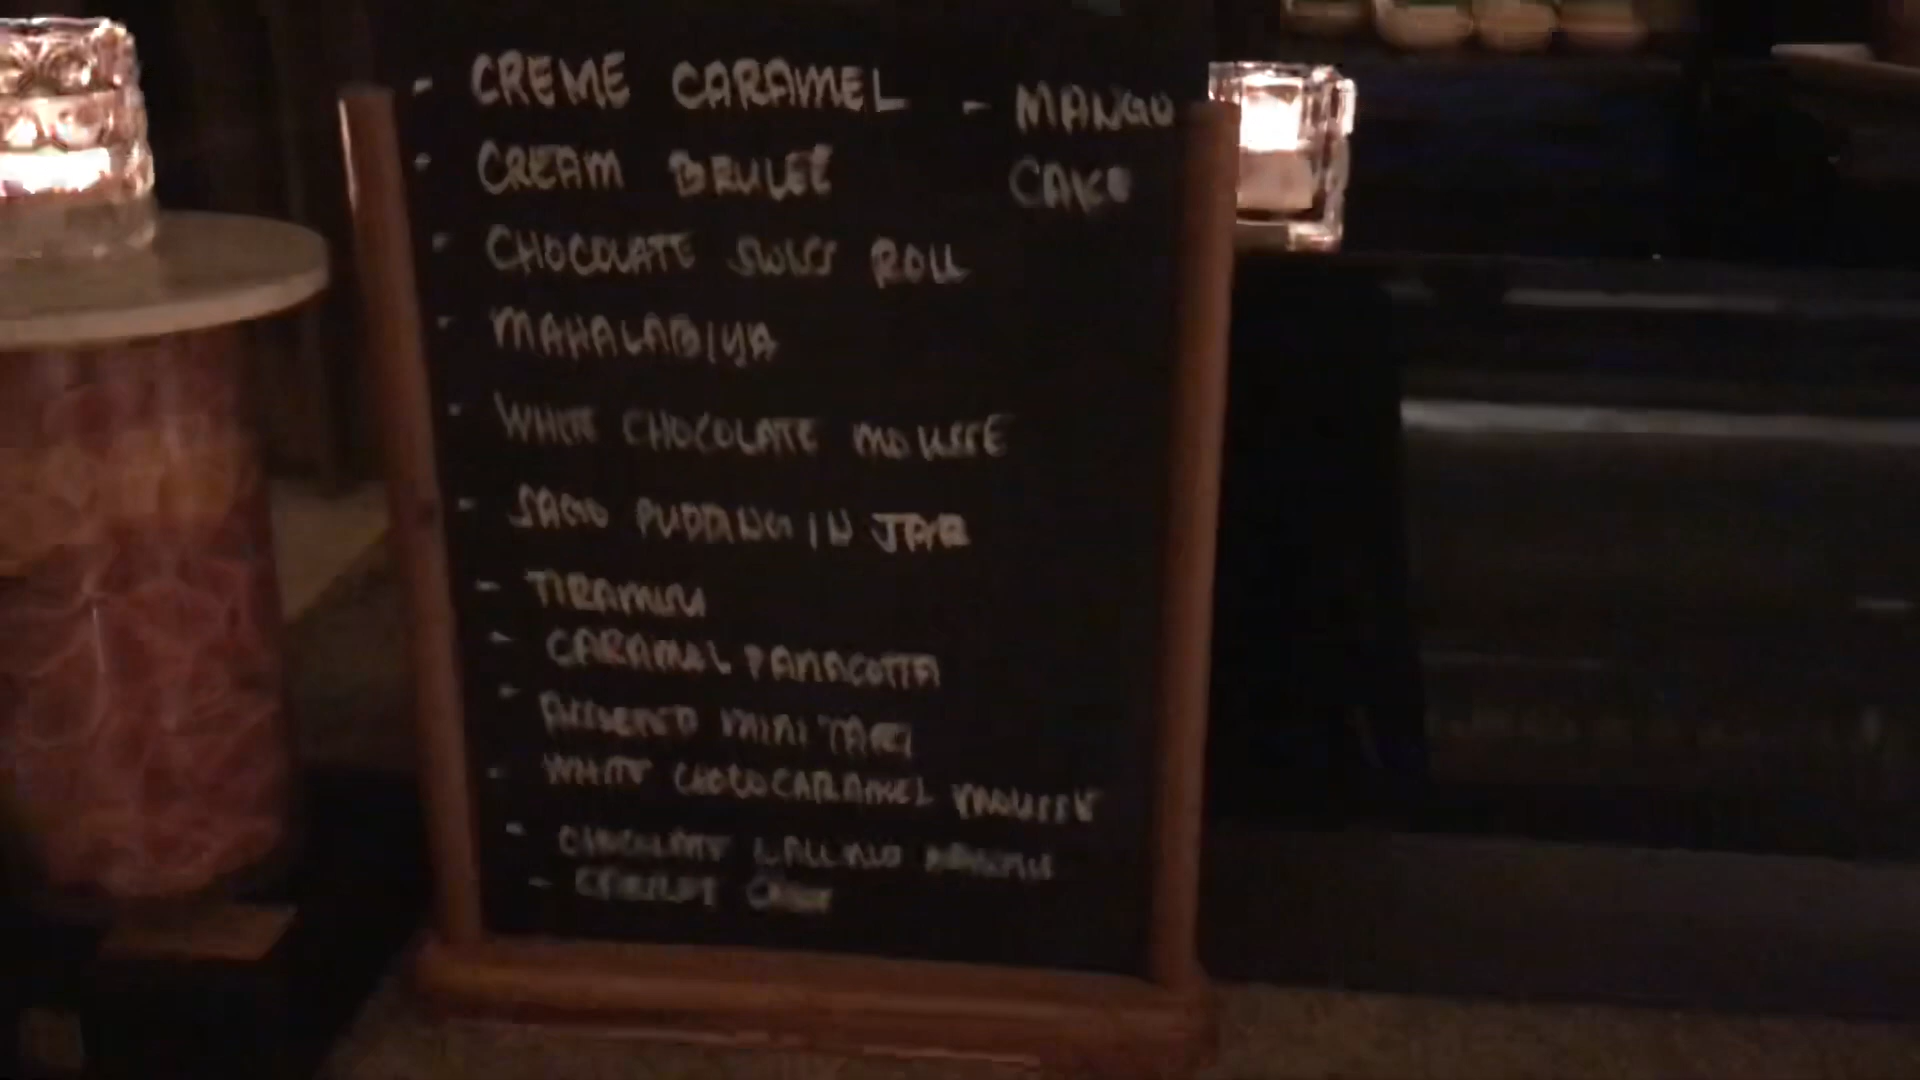 - CREME CARAMEL
- CREAM BRULEE
- CHOCOLATE SWISS ROLL
- MAHALABIYA
- WHITE CHOCOLATE MOUSSE
- SAGO PUDDING IN JAR
- TIRAMISU
- CARAMEL PANACOTTA
- MINI TART
- WHITE CHOCO CARAMEL MOUSSE
- CHOCOLATE
- MANGO
CAKE